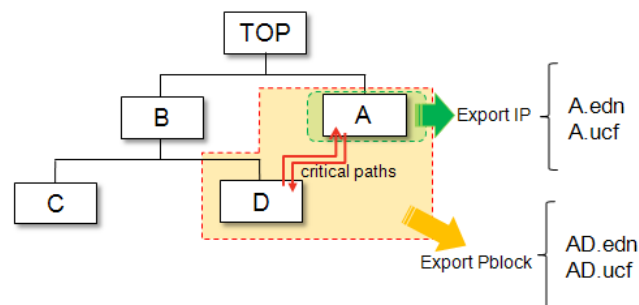 TOP
B
A
Export IP
A.edn
A.ucf
critical paths
C
D
Export Pblock
AD.edn
AD.ucf